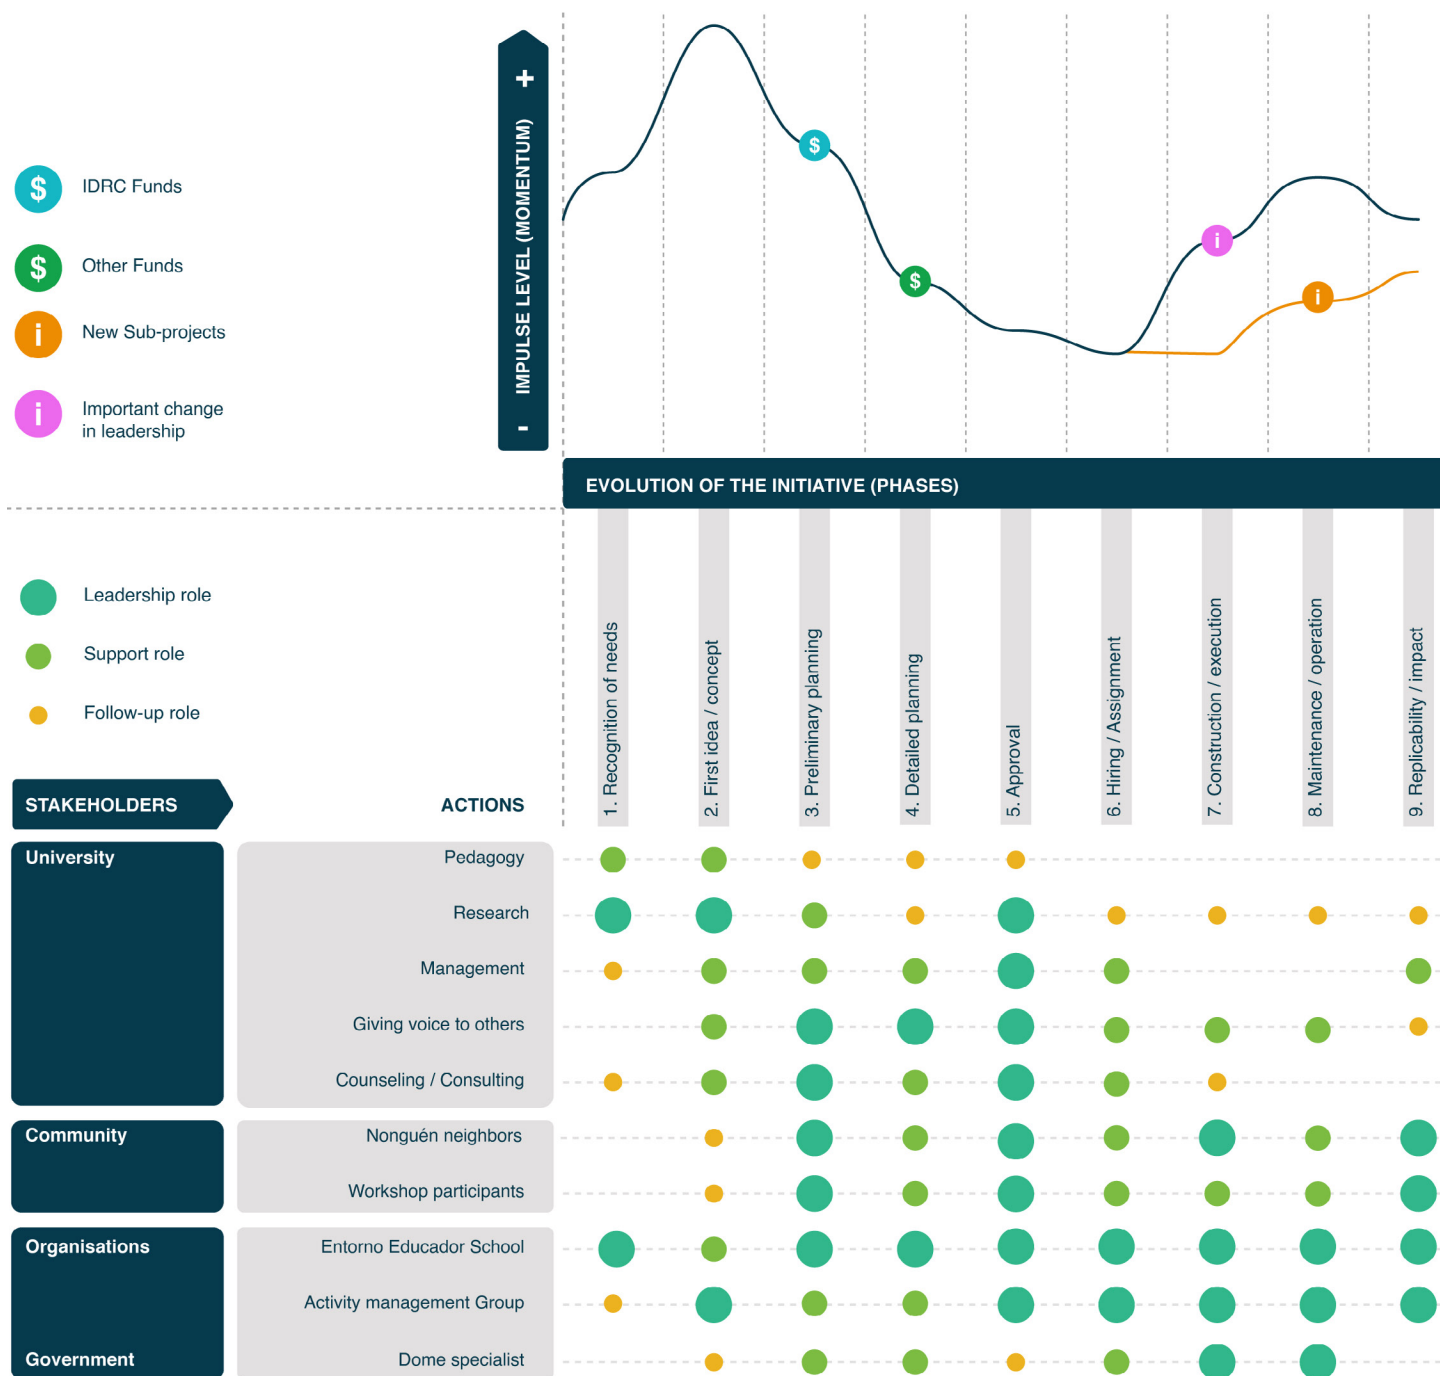 +
IMPULSE LEVEL (MOMENTUM)
-
$
$
i
i
$ IDRC Funds
$ Other Funds
i New Sub-projects
i Important change
in leadership
EVOLUTION OF THE INITIATIVE (PHASES)
Leadership role
Support role
Follow-up role
1. Recognition of needs
2. First idea / concept
3. Preliminary planning
4. Detailed planning
5. Approval
6. Hiring / Assignment
7. Construction / execution
8. Maintenance / operation
9. Replicability / impact
STAKEHOLDERS
ACTIONS
University
Pedagogy
Research
Management
Giving voice to others
Counseling / Consulting
Community
Nonguén neighbors
Workshop participants
Organisations
Entorno Educador School
Activity management Group
Government
Dome specialist